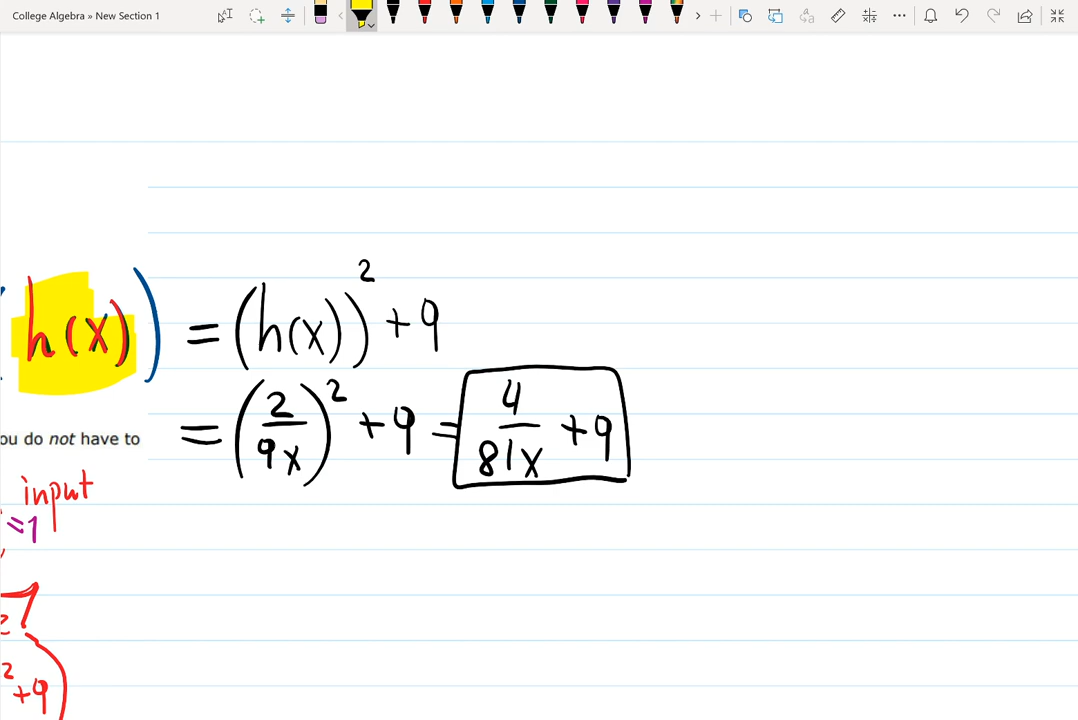 College Algebra » New Section 1
h(x)) = (h(x))² + 9
= (2/9x)² + 9 = 4/81x + 9
ou do not have to
input
=1
² +9